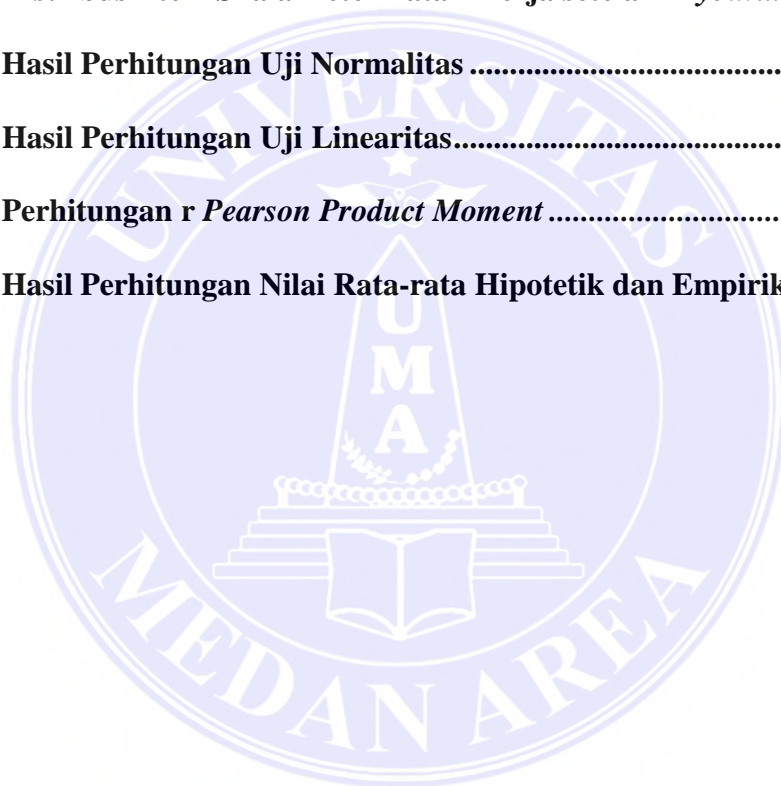 Hasil Perhitungan Uji Normalitas ........................................
Hasil Perhitungan Uji Linearitas..........................................
Perhitungan r Pearson Product Moment .............................
Hasil Perhitungan Nilai Rata-rata Hipotetik dan Empirik
UNIVERSITAS
UMA
MEDAN AREA